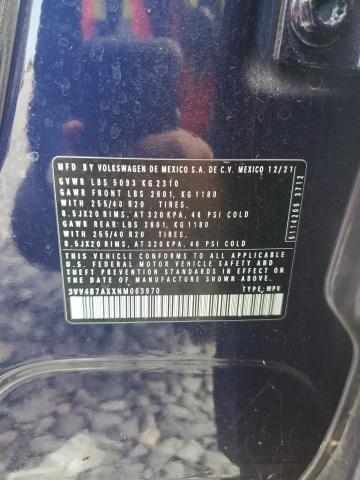 MFD BY VOLKSWAGEN DE MEXICO S.A. DE C.V. MEXICO 12/21
GVWR LBS 5093 KG 2310
GAWR FRONT LBS 2601, KG 1180
WITH 255/40 R20 TIRES,
8.5JX20 RIMS, AT 320 KPA, 46 PSI COLD
GAWR REAR LBS 2601, KG 1180
WITH 255/40 R20 TIRES,
8.5JX20 RIMS, AT 320 KPA, 46 PSI COLD
THIS VEHICLE CONFORMS TO ALL APPLICABLE
U.S. FEDERAL MOTOR VEHICLE SAFETY AND
THEFT PREVENTION STANDARDS IN EFFECT ON THE
DATE OF MANUFACTURE SHOWN ABOVE.
3VV4B7AXXNM063970 TYPE: MPV
5114200 3712